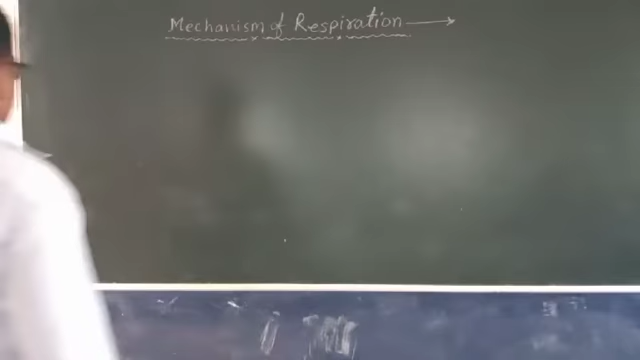 Mechanism of Respiration →